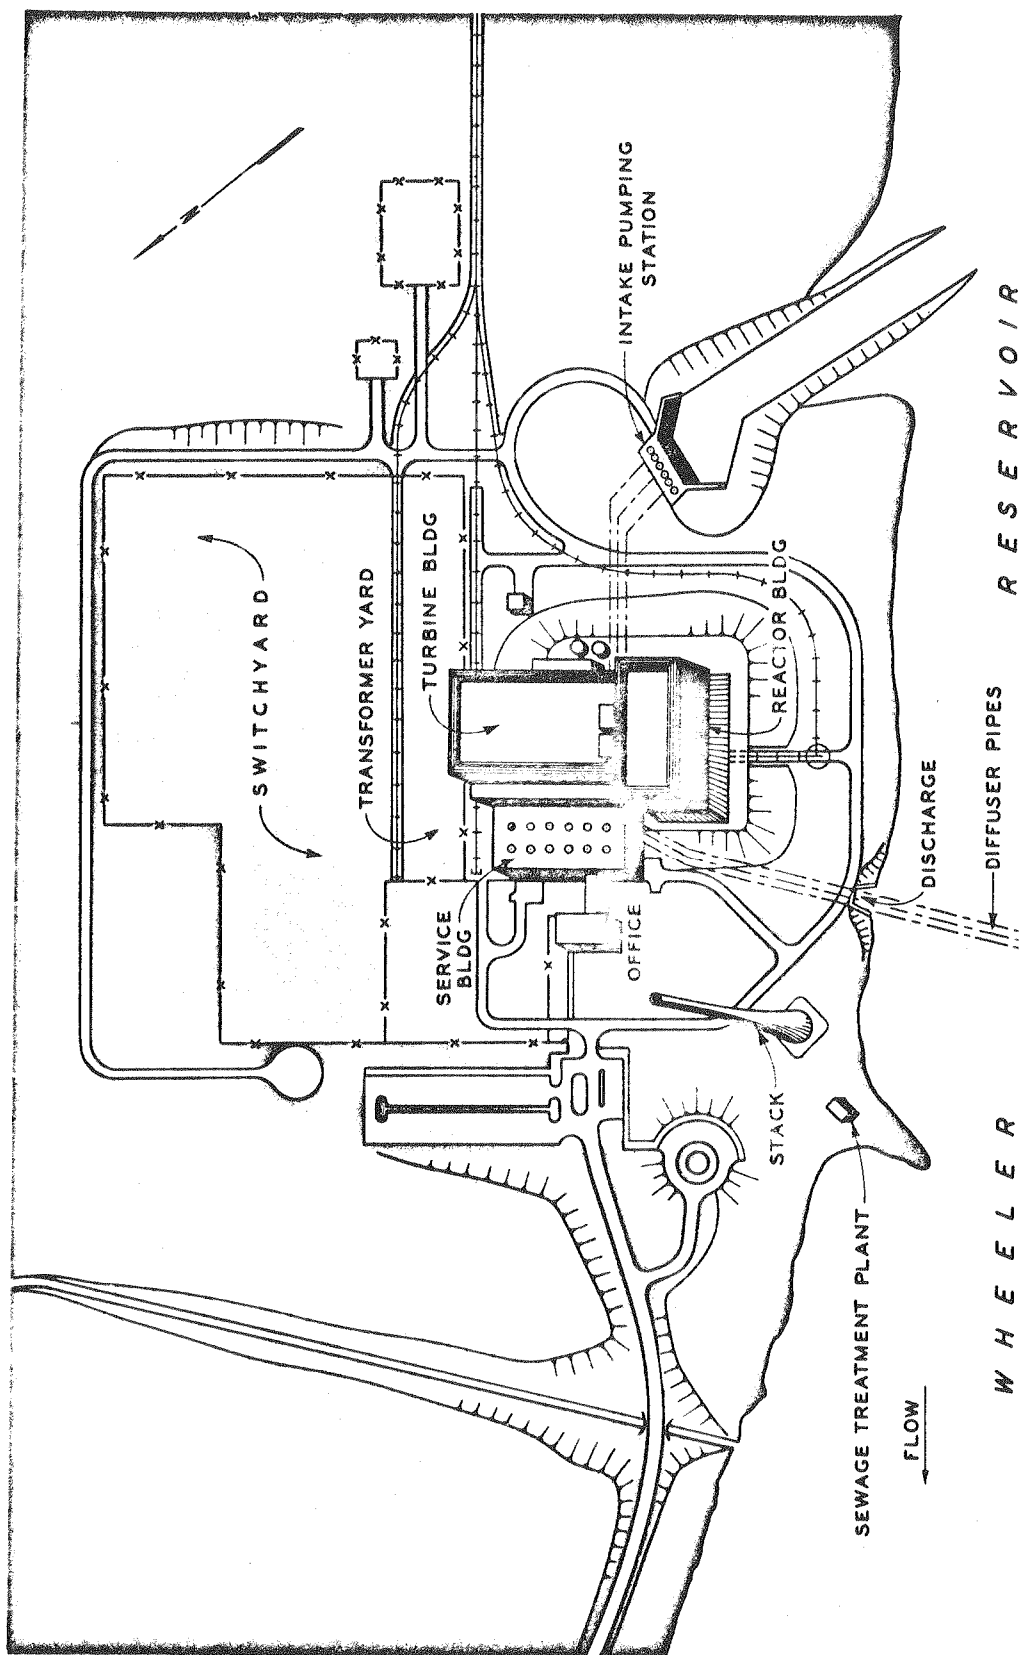 SWITCHYARD
TRANSFORMER YARD
TURBINE BLDG
SERVICE
BLDG
OFFICE
INTAKE PUMPING
STATION
REACTOR BLDG
STACK
DISCHARGE
DIFFUSER PIPES
SEWAGE TREATMENT PLANT
FLOW
WHEELER RESERVOIR
N